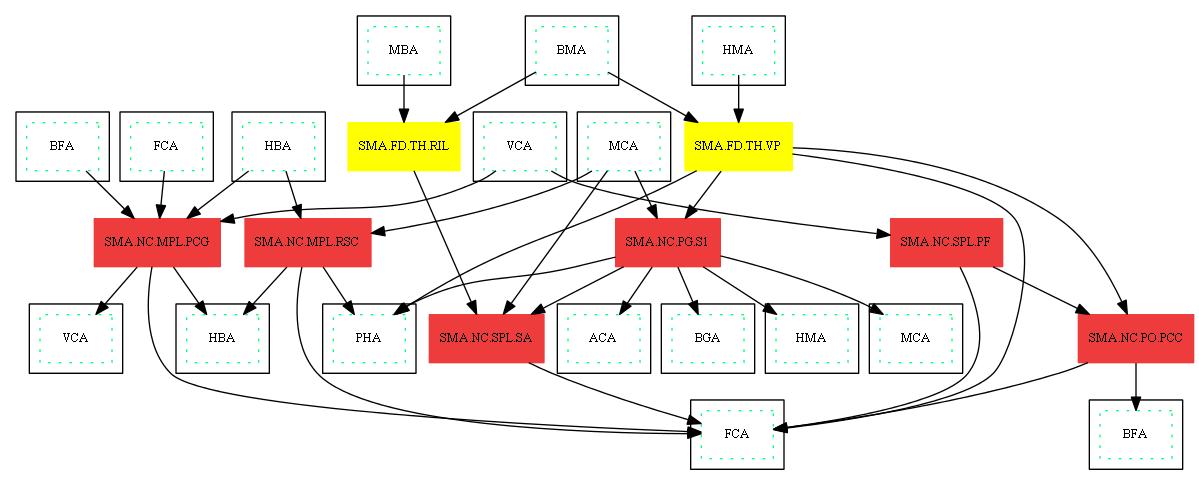 MBA
BMA
HMA
BFA
FCA
HBA
SMA.FD.TH.RIL
VCA
MCA
SMA.FD.TH.VP
SMA.NC.MPL.PCG
SMA.NC.MPL.RSC
SMA.NC.PG.S1
SMA.NC.SPL.PF
VCA
HBA
PHA
SMA.NC.SPL.SA
ACA
BGA
HMA
MCA
SMA.NC.PO.PCC
FCA
BFA